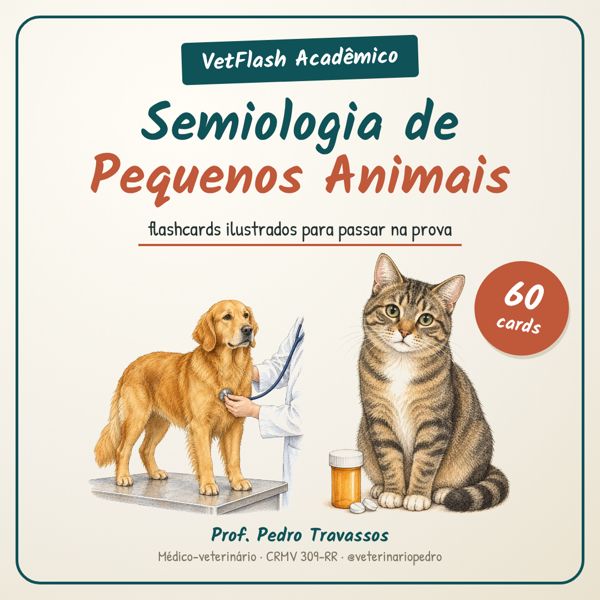 VetFlash Acadêmico
Semiologia de
Pequenos Animais
flashcards ilustrados para passar na prova
60
cards
Prof. Pedro Travassos
Médico-veterinário · CRMV 309-RR · @veterinariopedro